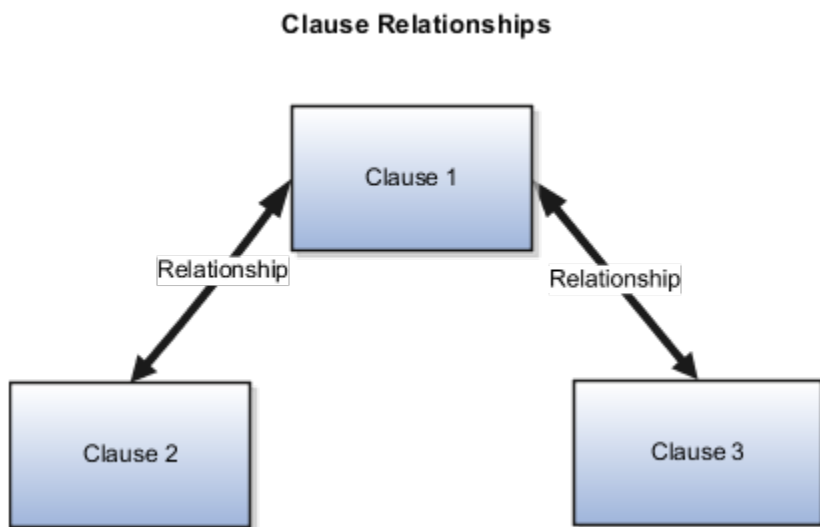 Clause Relationships
Clause 1
Relationship
Relationship
Clause 2
Clause 3